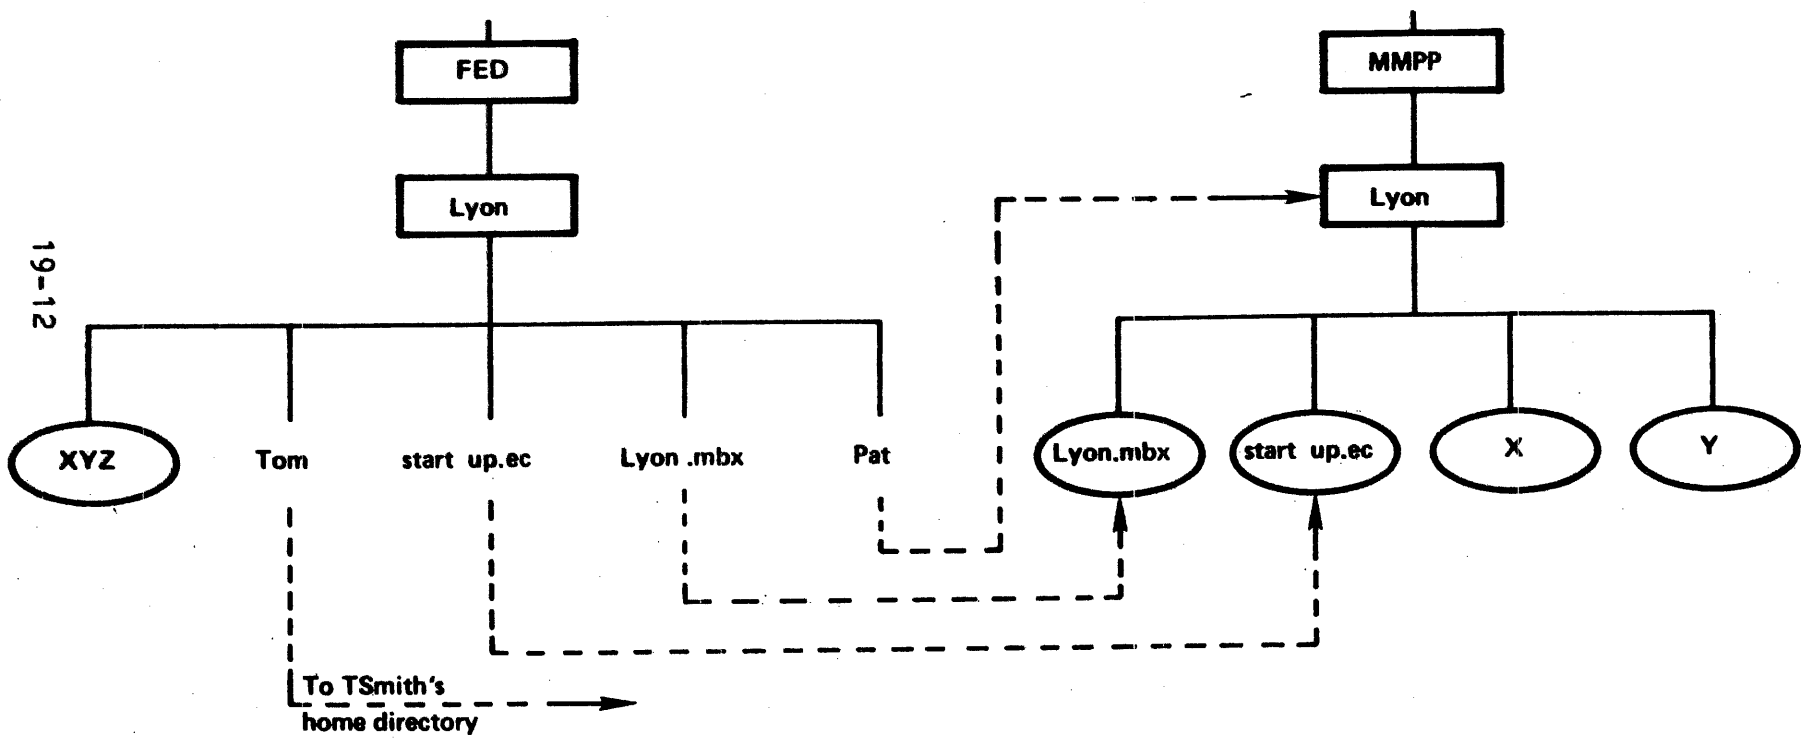 FED
MMPP
Lyon
Lyon
19-12
XYZ
Tom
start up.ec
Lyon .mbx
Pat
Lyon.mbx
start up.ec
X
Y
To TSmith's
home directory